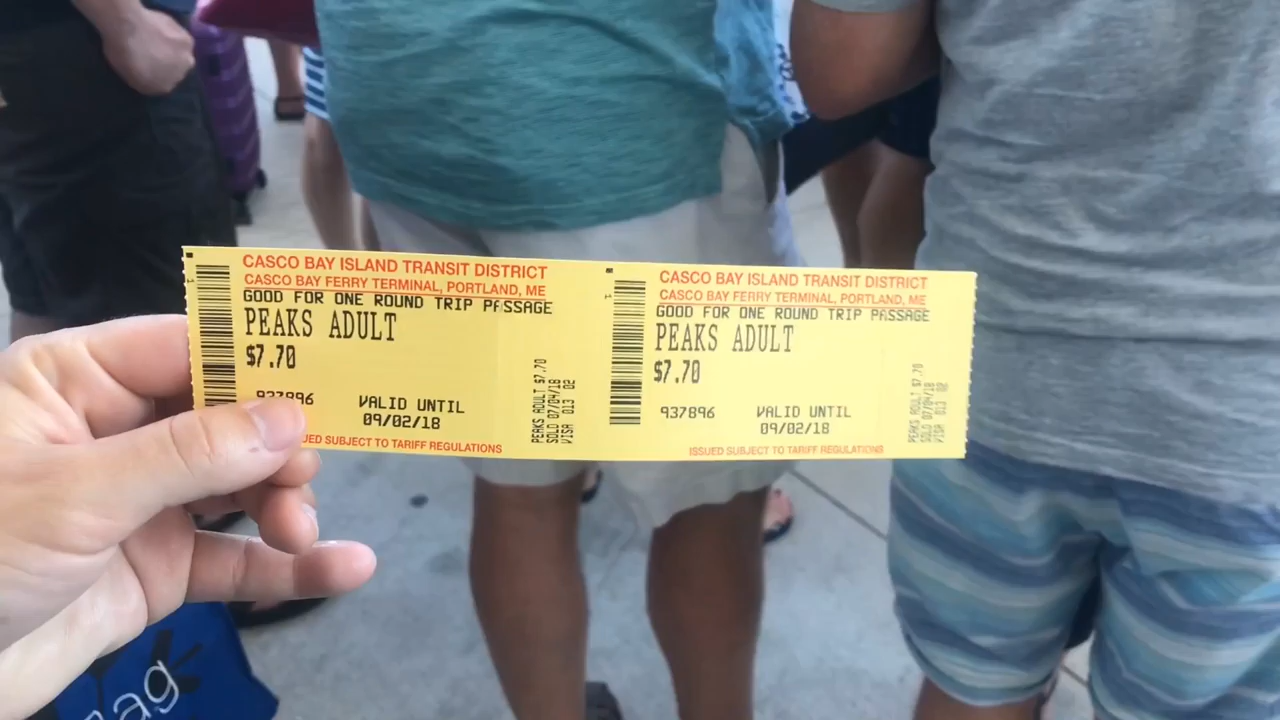 CASCO BAY ISLAND TRANSIT DISTRICT
CASCO BAY FERRY TERMINAL, PORTLAND, ME
GOOD FOR ONE ROUND TRIP PASSAGE
PEAKS ADULT
$7.70
937896
VALID UNTIL
09/02/18
UED SUBJECT TO TARIFF REGULATIONS
PEAKS ADULT $7.70
SOLD 07/04/18
VISA 013 02
CASCO BAY ISLAND TRANSIT DISTRICT
CASCO BAY FERRY TERMINAL, PORTLAND, ME
GOOD FOR ONE ROUND TRIP PASSAGE
PEAKS ADULT
$7.70
937896
VALID UNTIL
09/02/18
ISSUED SUBJECT TO TARIFF REGULATIONS
PEAKS ADULT $7.70
SOLD 07/04/18
VISA 013 02